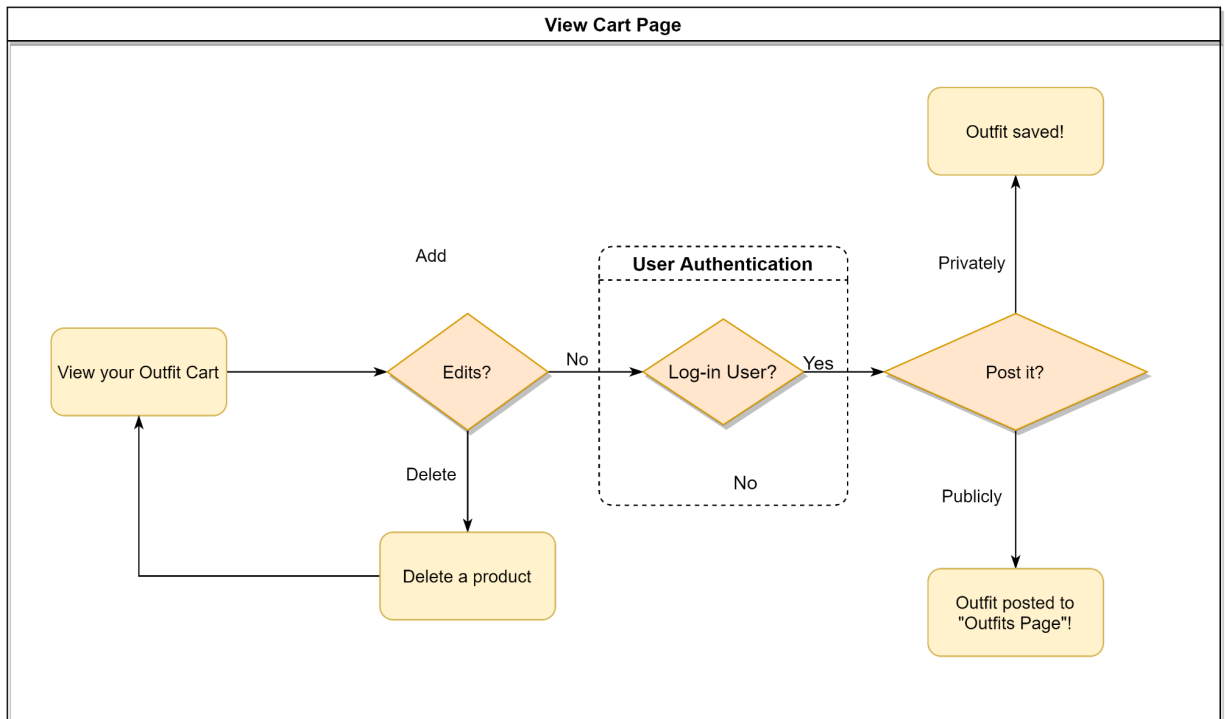 View Cart Page
Outfit saved!
Add
User Authentication
Privately
View your Outfit Cart
Edits?
No
Log-in User?
Yes
Post it?
Delete
No
Publicly
Delete a product
Outfit posted to
"Outfits Page"!